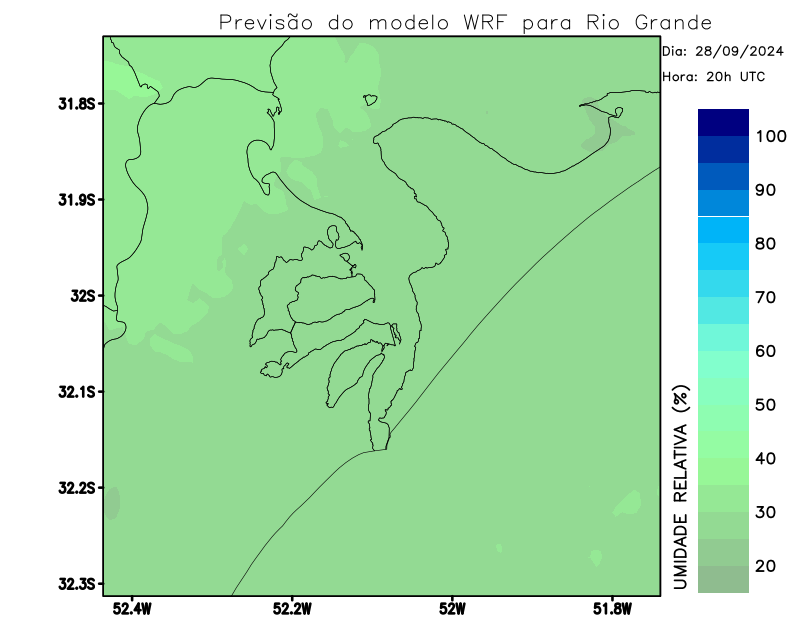 Previsão do modelo WRF para Rio Grande
Dia: 28/09/2024
Hora: 20h UTC
31.8S
31.9S
32S
32.1S
32.2S
32.3S
52.4W 52.2W 52W 51.8W
100
90
80
70
60
50
40
30
20
UMIDADE RELATIVA (%)